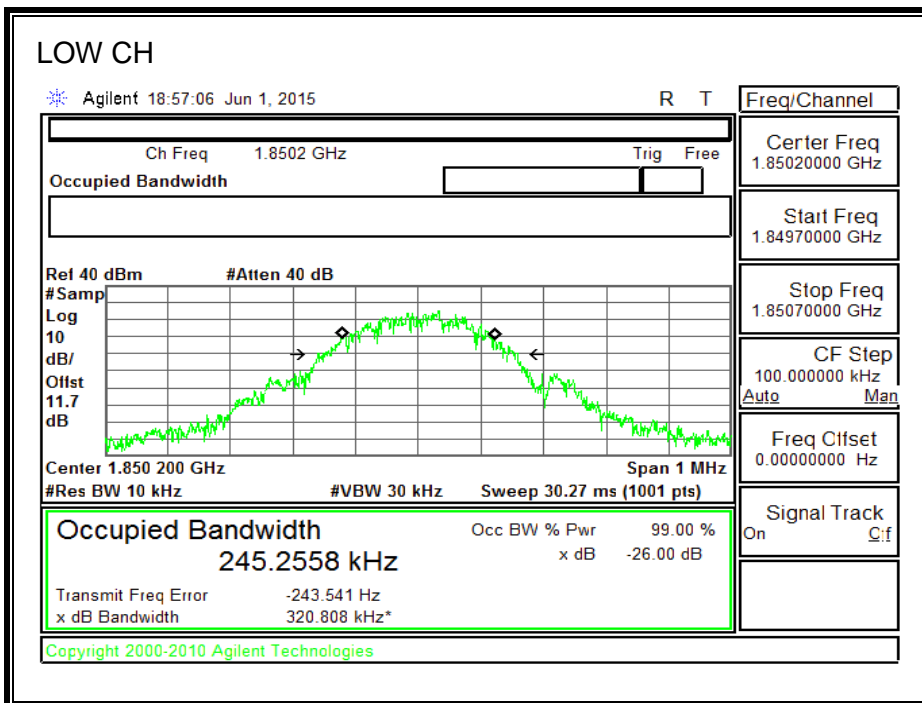 LOW CH
Agilent 18:57:06 Jun 1, 2015 R T
Freq/Channel
Ch Freq 1.8502 GHz Trig Free
Occupied Bandwidth
Center Freq
1.85020000 GHz
Start Freq
1.84970000 GHz
Stop Freq
1.85070000 GHz
CF Step
100.000000 kHz
Auto Man
Freq Offset
0.00000000 Hz
Signal Track
On Off
Ref 40 dBm #Atten 40 dB
#Samp
Log
10
dB/
Offst
11.7
dB
Center 1.850 200 GHz Span 1 MHz
#Res BW 10 kHz #VBW 30 kHz Sweep 30.27 ms (1001 pts)
Occupied Bandwidth Occ BW % Pwr 99.00 %
245.2558 kHz x dB -26.00 dB
Transmit Freq Error -243.541 Hz
x dB Bandwidth 320.808 kHz*
Copyright 2000-2010 Agilent Technologies